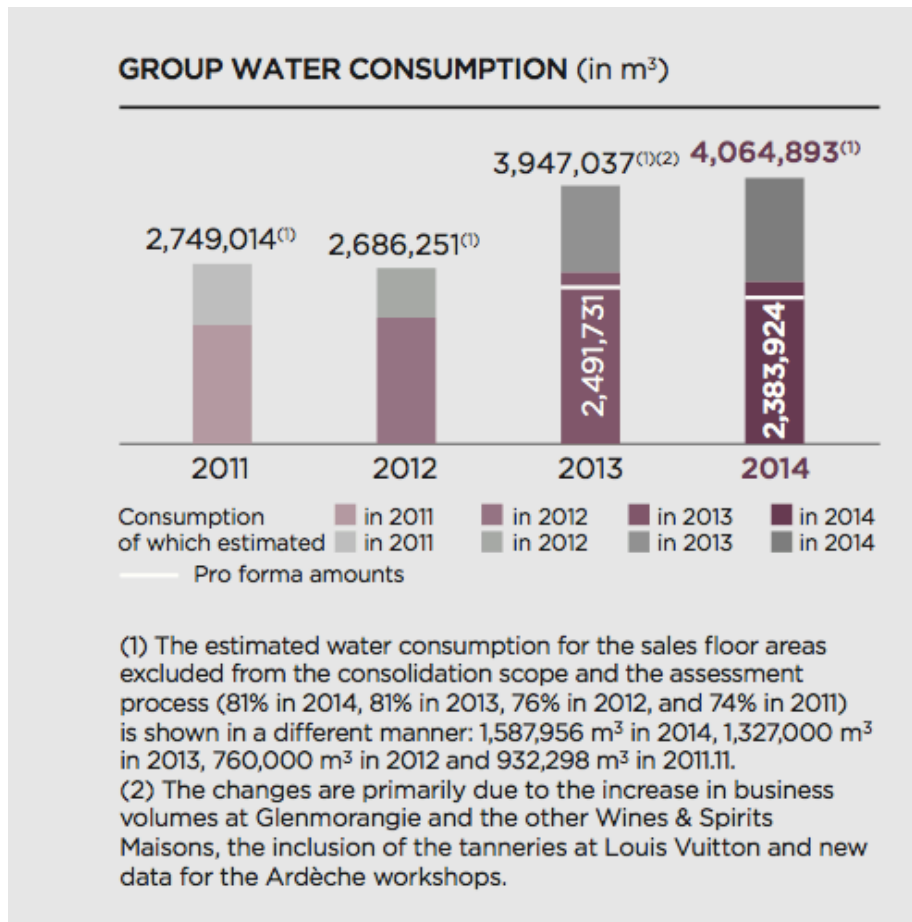 GROUP WATER CONSUMPTION (in m³)
4,064,893(1)
3,947,037(1)(2)
2,749,014(1)
2,686,251(1)
2,491,731
2,383,924
2011 2012 2013 2014
Consumption in 2011 in 2012 in 2013 in 2014
of which estimated in 2011 in 2012 in 2013 in 2014
Pro forma amounts
(1) The estimated water consumption for the sales floor areas
excluded from the consolidation scope and the assessment
process (81% in 2014, 81% in 2013, 76% in 2012, and 74% in 2011)
is shown in a different manner: 1,587,956 m³ in 2014, 1,327,000 m³
in 2013, 760,000 m³ in 2012 and 932,298 m³ in 2011.11.
(2) The changes are primarily due to the increase in business
volumes at Glenmorangie and the other Wines & Spirits
Maisons, the inclusion of the tanneries at Louis Vuitton and new
data for the Ardèche workshops.